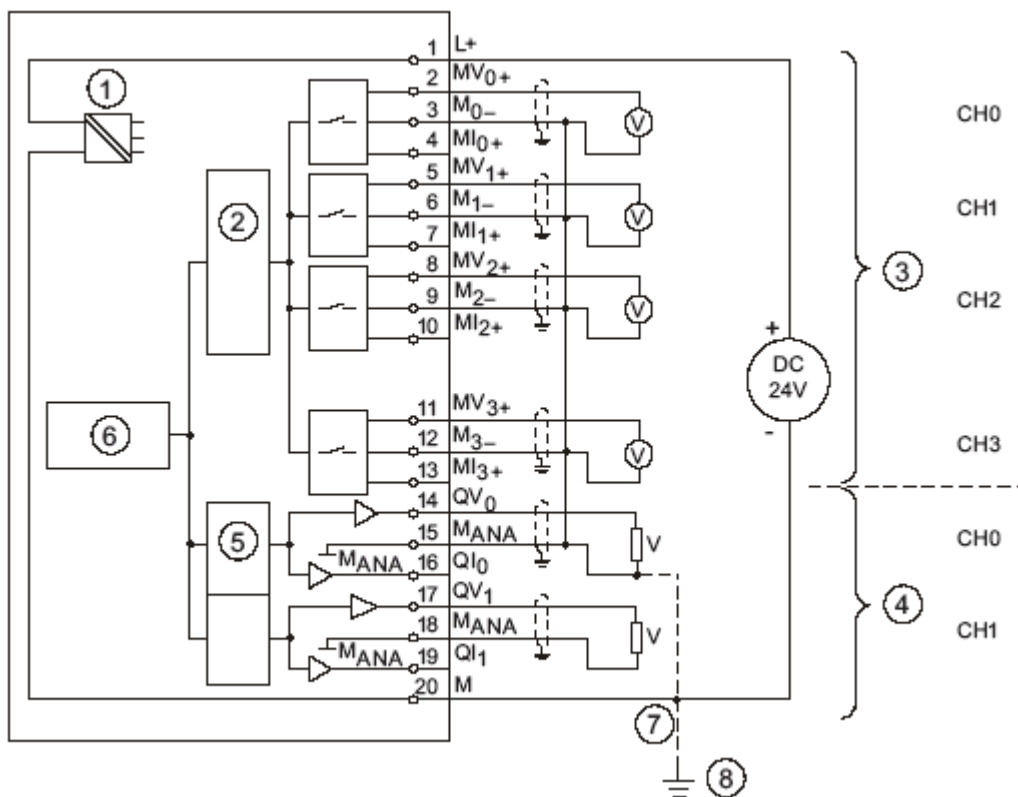 1 L+
2 MV0+
① 3 M0– V CH0
4 MI0+
5 MV1+
② 6 M1– V CH1
7 MI1+
8 MV2+ ③
9 M2– V CH2
10 MI2+
+
DC
24V
-
11 MV3+
⑥ 12 M3– V CH3
13 MI3+
14 QV0
⑤ 15 MANA V CH0
MANA 16 QI0
17 QV1 ④
18 MANA V CH1
MANA 19 QI1
20 M
⑦
⑧